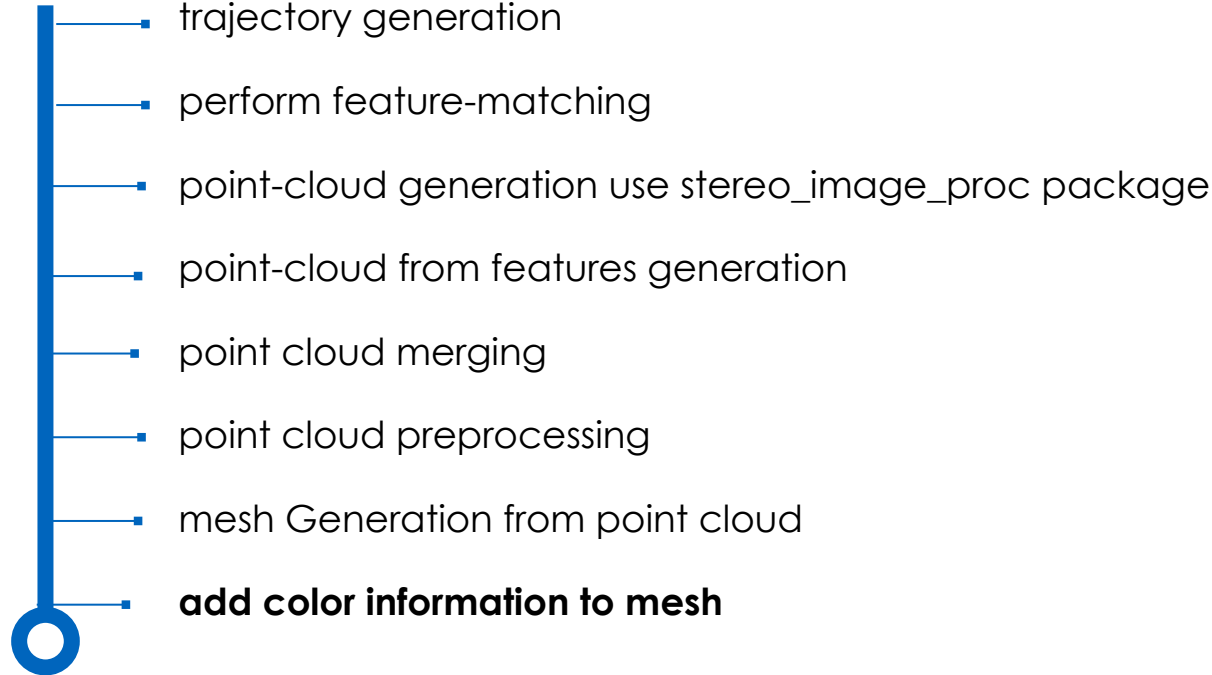 trajectory generation
perform feature-matching
point-cloud generation use stereo_image_proc package
point-cloud from features generation
point cloud merging
point cloud preprocessing
mesh Generation from point cloud
add color information to mesh